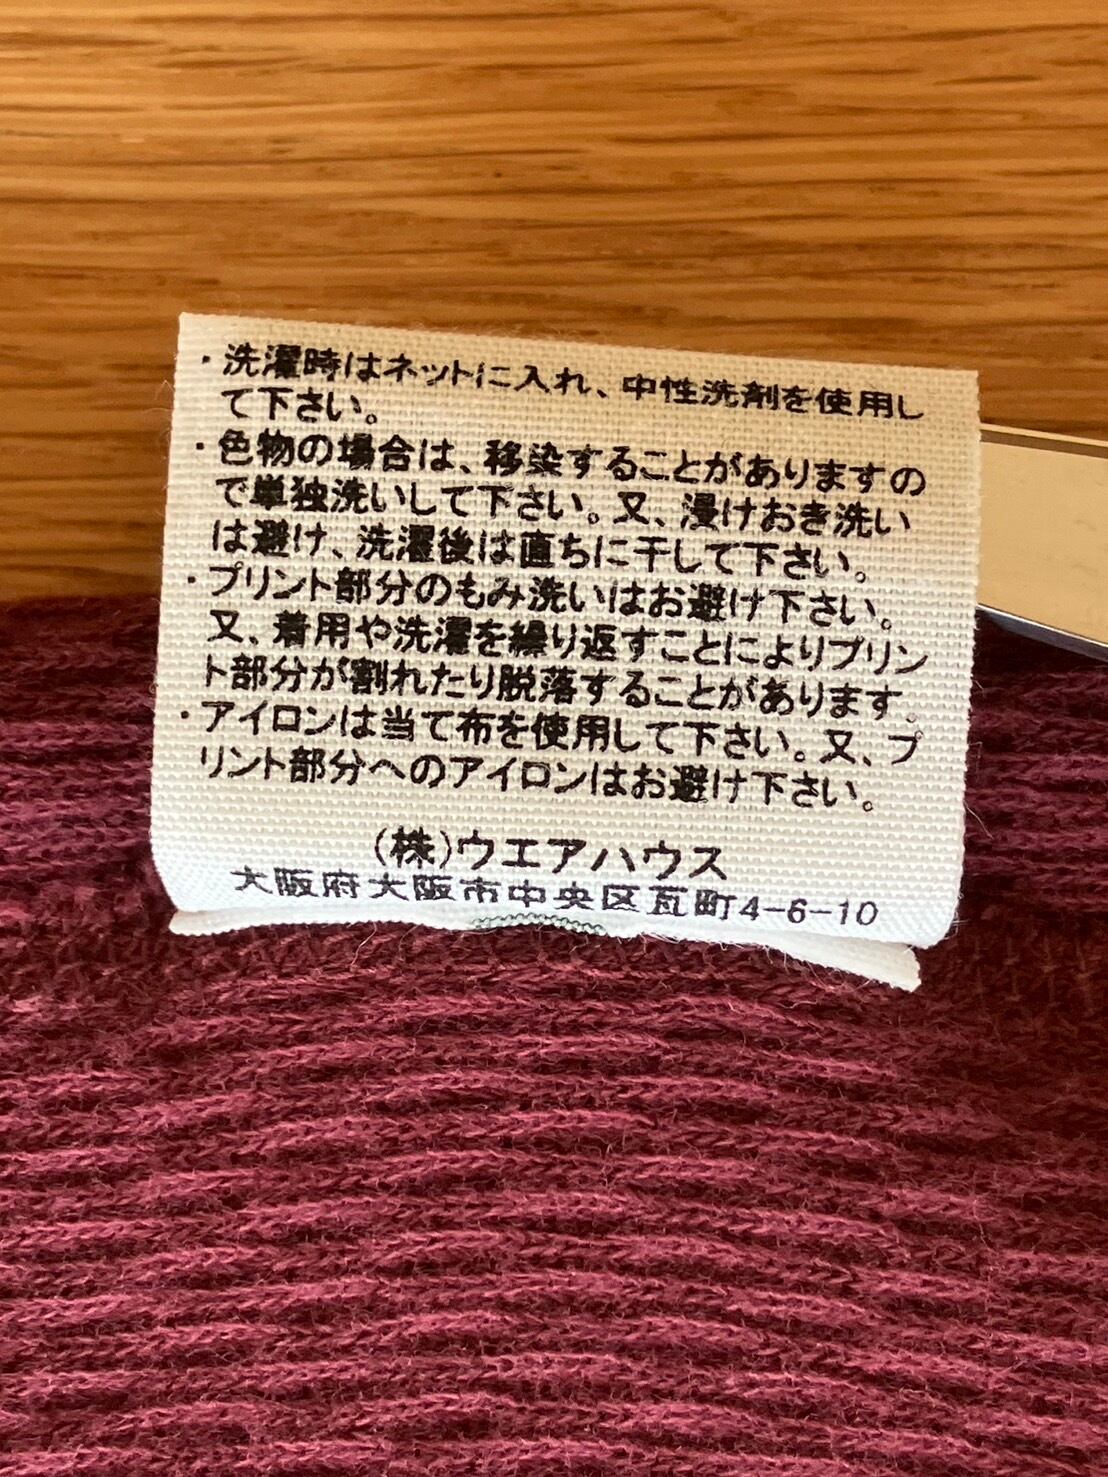 ・洗濯時はネットに入れ、中性洗剤を使用し
て下さい。
・色物の場合は、移染することがありますの
で単独洗いして下さい。又、浸けおき洗い
は避け、洗濯後は直ちに干して下さい。
・プリント部分のもみ洗いはお避け下さい。
又、着用や洗濯を繰り返すことによりプリン
ト部分が割れたり脱落することがあります。
・アイロンは当て布を使用して下さい。又、プ
リント部分へのアイロンはお避け下さい。
(株)ウエアハウス
大阪府大阪市中央区瓦町4-6-10